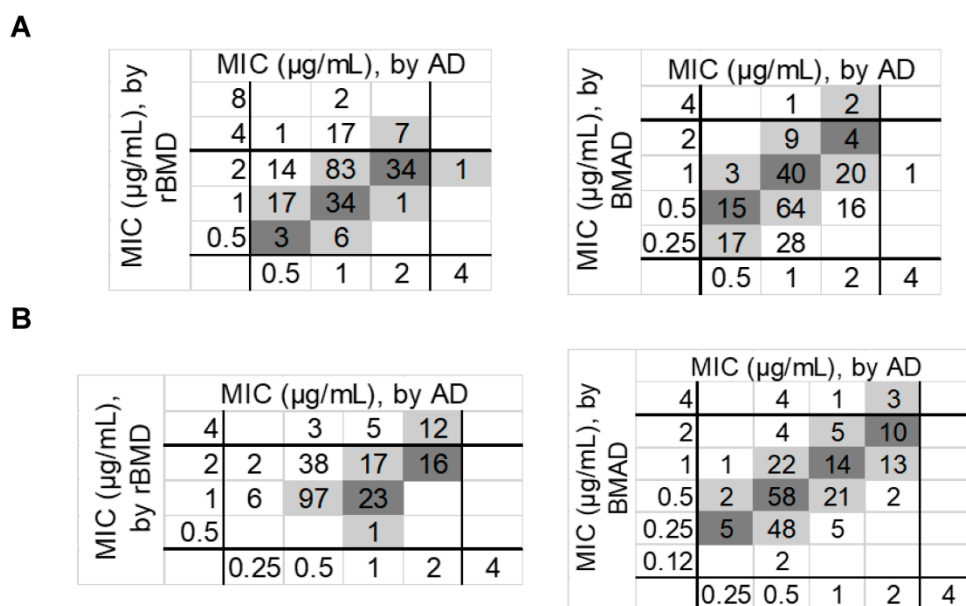 A
MIC (µg/mL), by AD
MIC (µg/mL), by
rBMD
8 2
4 1 17 7
2 14 83 34 1
1 17 34 1
0.5 3 6
0.5 1 2 4
MIC (µg/mL), by AD
MIC (µg/mL), by
BMAD
4 1 2
2 9 4
1 3 40 20 1
0.5 15 64 16
0.25 17 28
0.5 1 2 4
B
MIC (µg/mL), by AD
MIC (µg/mL),
by rBMD
4 3 5 12
2 2 38 17 16
1 6 97 23
0.5 1
0.25 0.5 1 2 4
MIC (µg/mL), by AD
MIC (µg/mL), by
BMAD
4 4 1 3
2 4 5 10
1 1 22 14 13
0.5 2 58 21 2
0.25 5 48 5
0.12 2
0.25 0.5 1 2 4